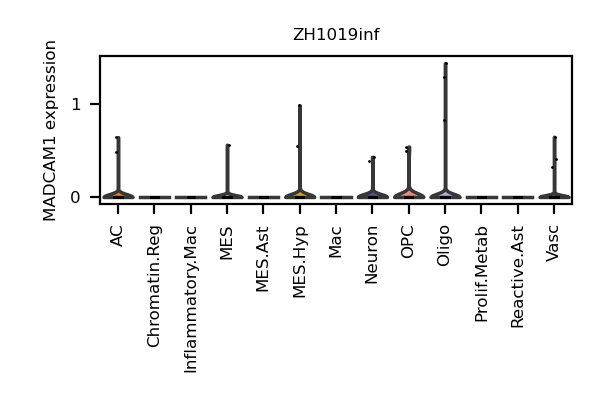 ZH1019inf
MADCAM1 expression
1
0
AC
Chromatin.Reg
Inflammatory.Mac
MES
MES.Ast
MES.Hyp
Mac
Neuron
OPC
Oligo
Prolif.Metab
Reactive.Ast
Vasc